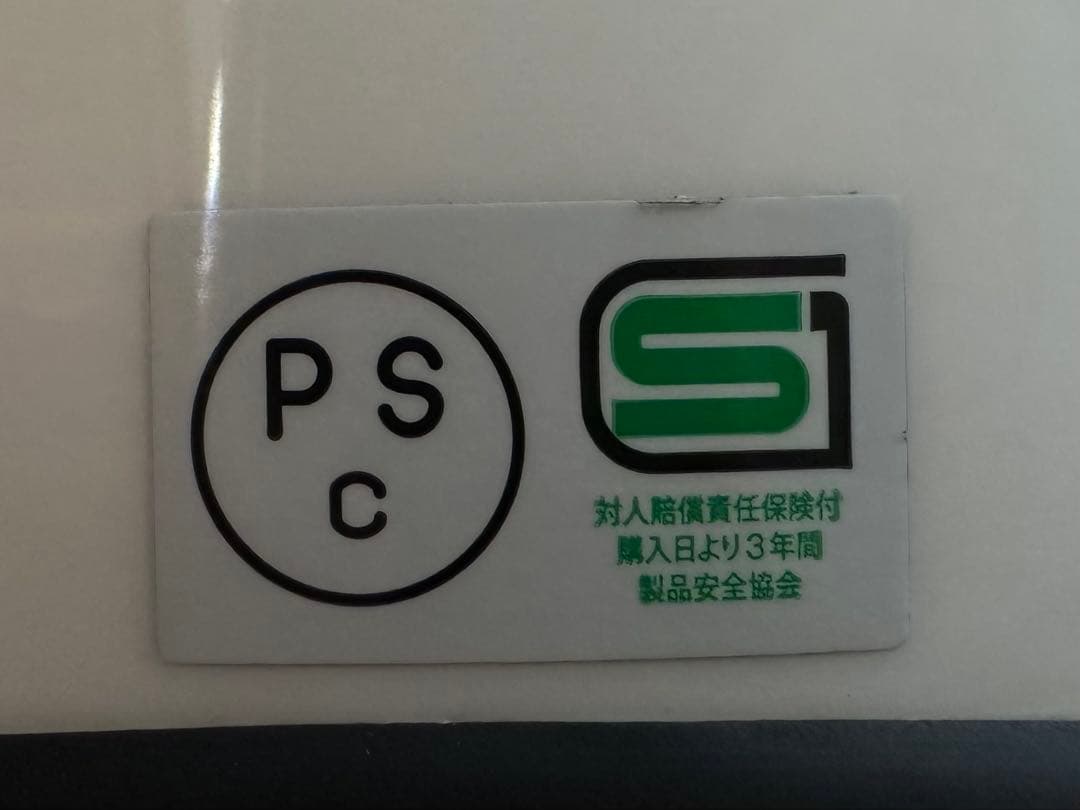 PS
C
SG
対人賠償責任保険付
購入日より3年間
製品安全協会